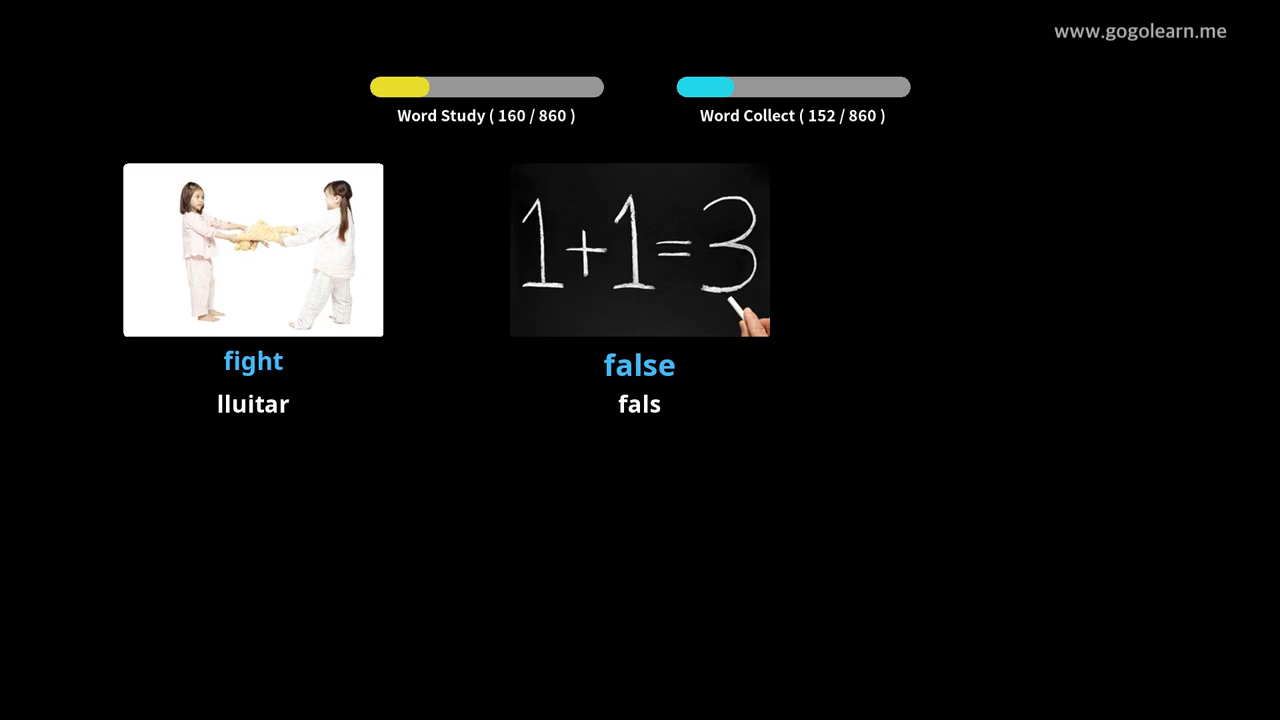 www.gogolearn.me
Word Study ( 160 / 860 )
Word Collect ( 152 / 860 )
1+1=3
fight
lluitar
false
fals